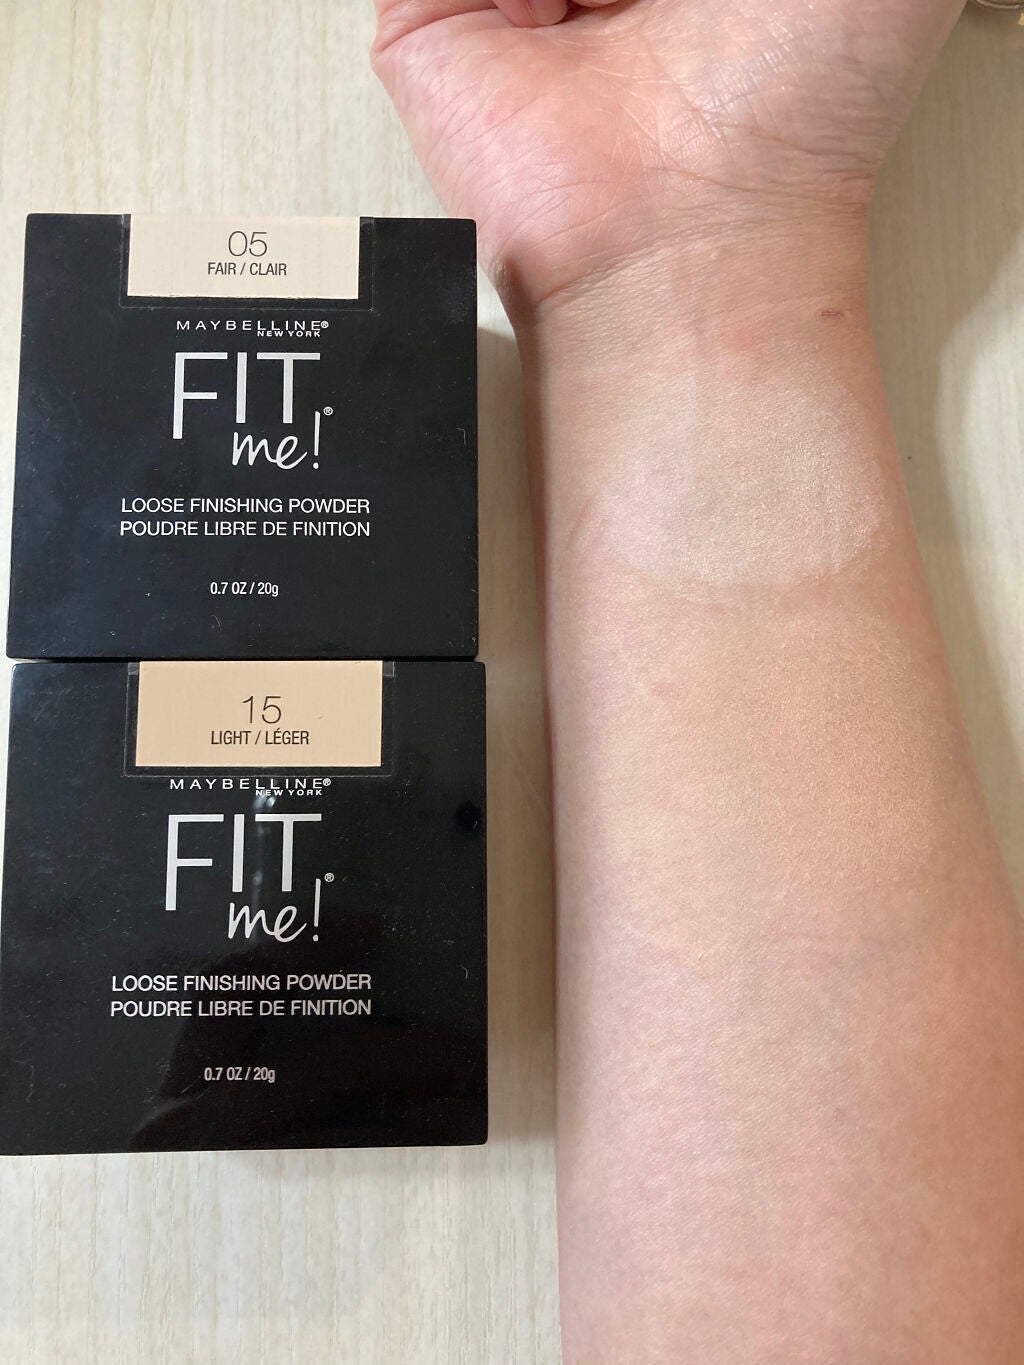 05
FAIR / CLAIR
MAYBELLINE®
NEW YORK
FIT
me!®
LOOSE FINISHING POWDER
POUDRE LIBRE DE FINITION
0.7 OZ / 20g
15
LIGHT / LÉGER
MAYBELLINE®
NEW YORK
FIT
me!®
LOOSE FINISHING POWDER
POUDRE LIBRE DE FINITION
0.7 OZ / 20g